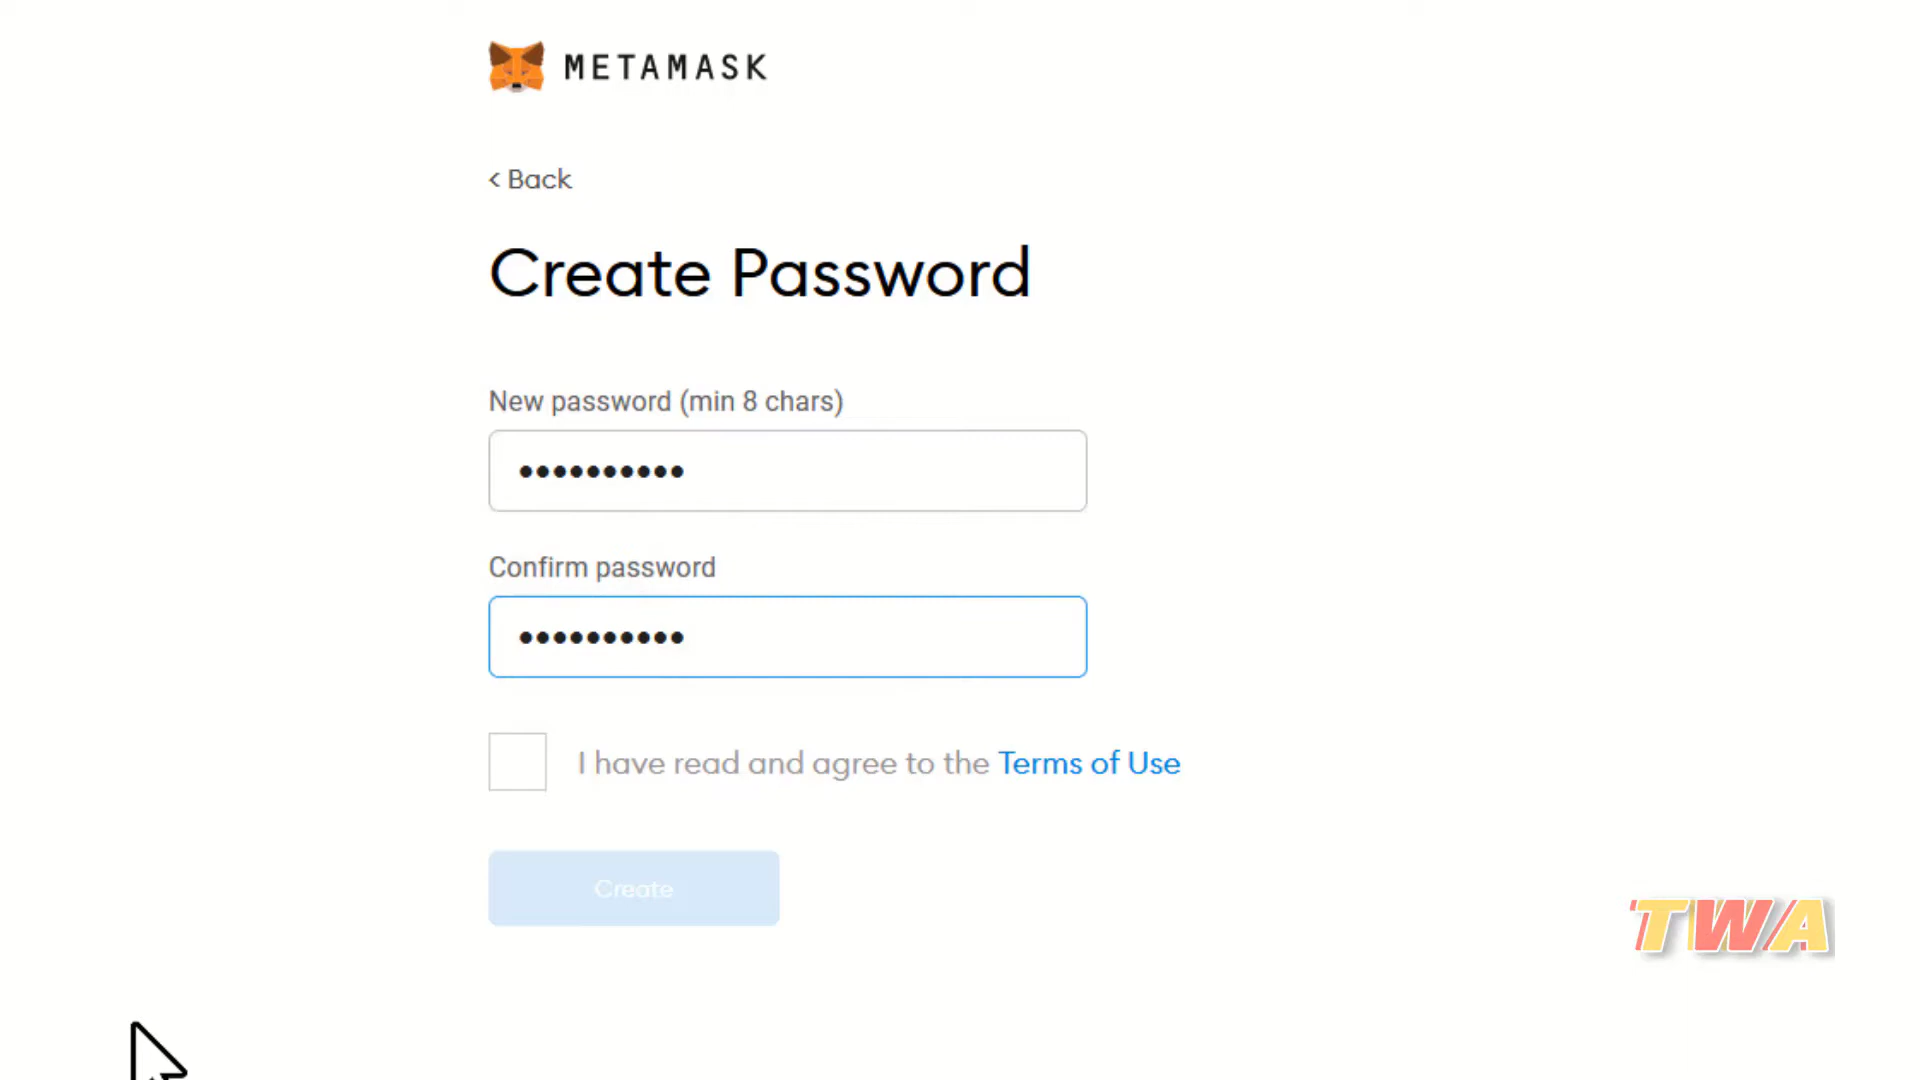 METAMASK
< Back
Create Password
New password (min 8 chars)
••••••••••
Confirm password
••••••••••
I have read and agree to the Terms of Use
Create
TWA